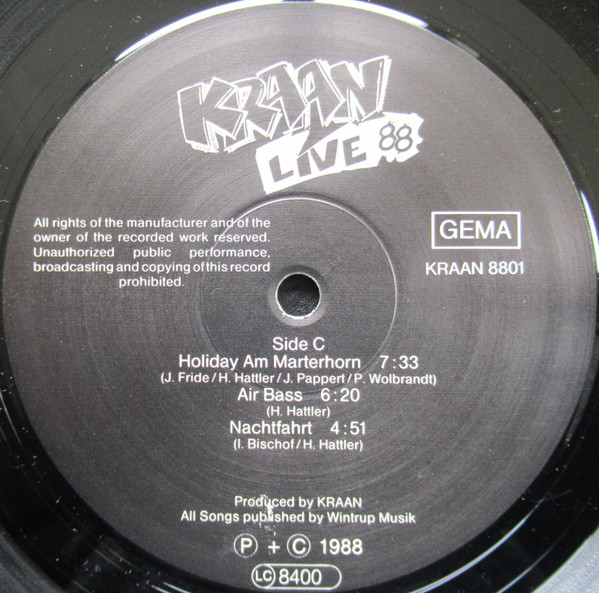 KRAAN
LIVE 88
All rights of the manufacturer and of the
owner of the recorded work reserved.
Unauthorized public performance,
broadcasting and copying of this record
prohibited.
GEMA
KRAAN 8801
Side C
Holiday Am Marterhorn 7:33
(J. Fride/H. Hattler/J. Pappert/P. Wolbrandt)
Air Bass 6:20
(H. Hattler)
Nachtfahrt 4:51
(I. Bischof/H. Hattler)
Produced by KRAAN
All Songs published by Wintrup Musik
Ⓟ + Ⓒ 1988
LC 8400